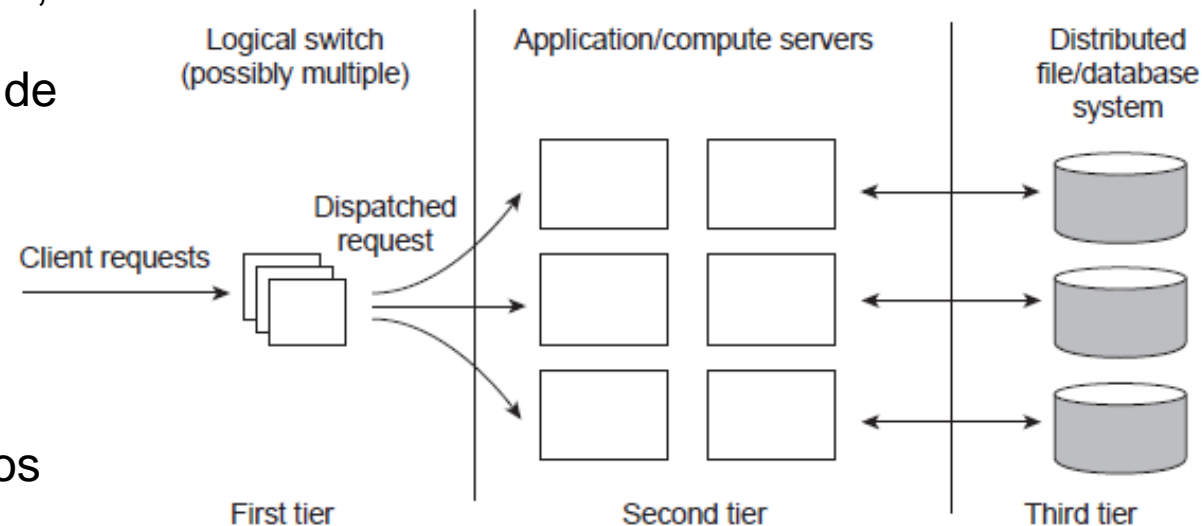 ,
de
os
Logical switch
(possibly multiple)
Application/compute servers
Distributed
file/database
system
Dispatched
request
Client requests
First tier
Second tier
Third tier